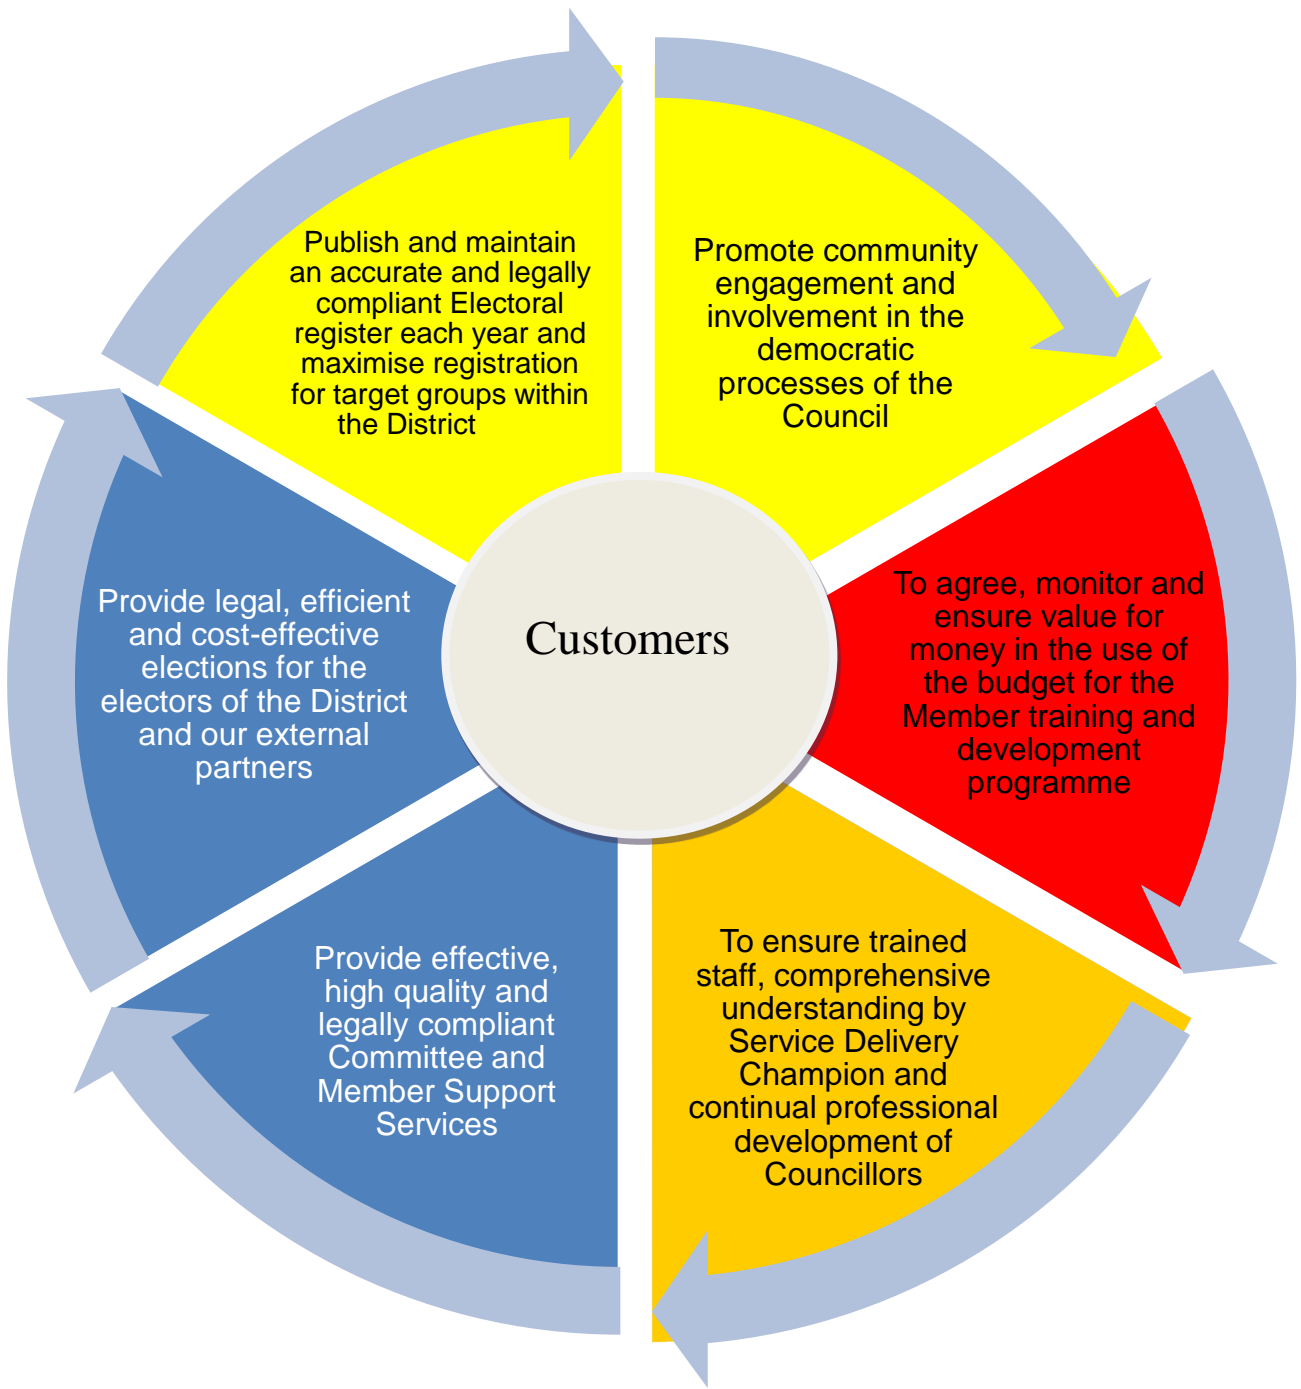 Publish and maintain
an accurate and legally
compliant Electoral
register each year and
maximise registration
for target groups within
the District
Promote community
engagement and
involvement in the
democratic
processes of the
Council
To agree, monitor and
ensure value for
money in the use of
the budget for the
Member training and
development
programme
To ensure trained
staff, comprehensive
understanding by
Service Delivery
Champion and
continual professional
development of
Councillors
Provide effective,
high quality and
legally compliant
Committee and
Member Support
Services
Provide legal, efficient
and cost-effective
elections for the
electors of the District
and our external
partners
Customers